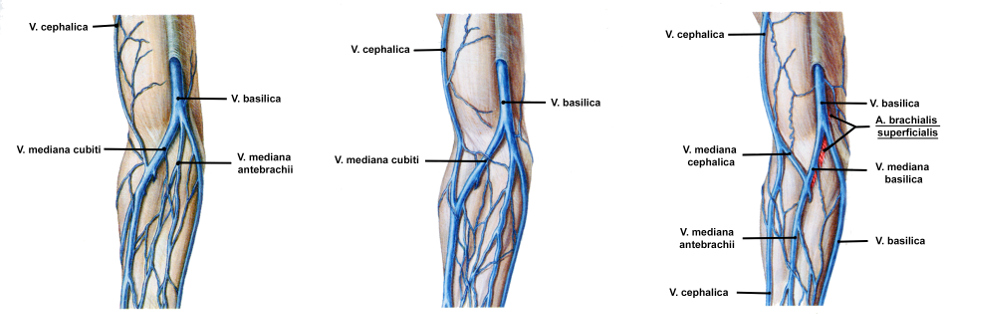 V. cephalica
V. basilica
V. mediana cubiti
V. mediana
antebrachii
V. cephalica
V. basilica
V. mediana cubiti
V. cephalica
V. basilica
A. brachialis
superficialis
V. mediana
cephalica
V. mediana
basilica
V. mediana
antebrachii
V. basilica
V. cephalica